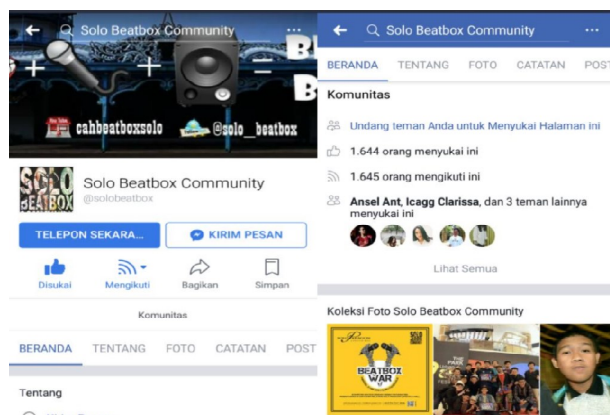 Solo Beatbox Community
cahbeatboxsolo
@solo_beatbox
SOLO
BEATBOX
Solo Beatbox Community
@solobeatbox
TELEPON SEKARA...
KIRIM PESAN
Disukai
Mengikuti
Bagikan
Simpan
Komunitas
BERANDA TENTANG FOTO CATATAN POST
Tentang
Solo Beatbox Community
BERANDA TENTANG FOTO CATATAN POST
Komunitas
Undang teman Anda untuk Menyukai Halaman ini
1.644 orang menyukai ini
1.645 orang mengikuti ini
Ansel Ant, Icagg Clarissa, dan 3 teman lainnya
menyukai ini
Lihat Semua
Koleksi Foto Solo Beatbox Community
BEATBOX
WAR